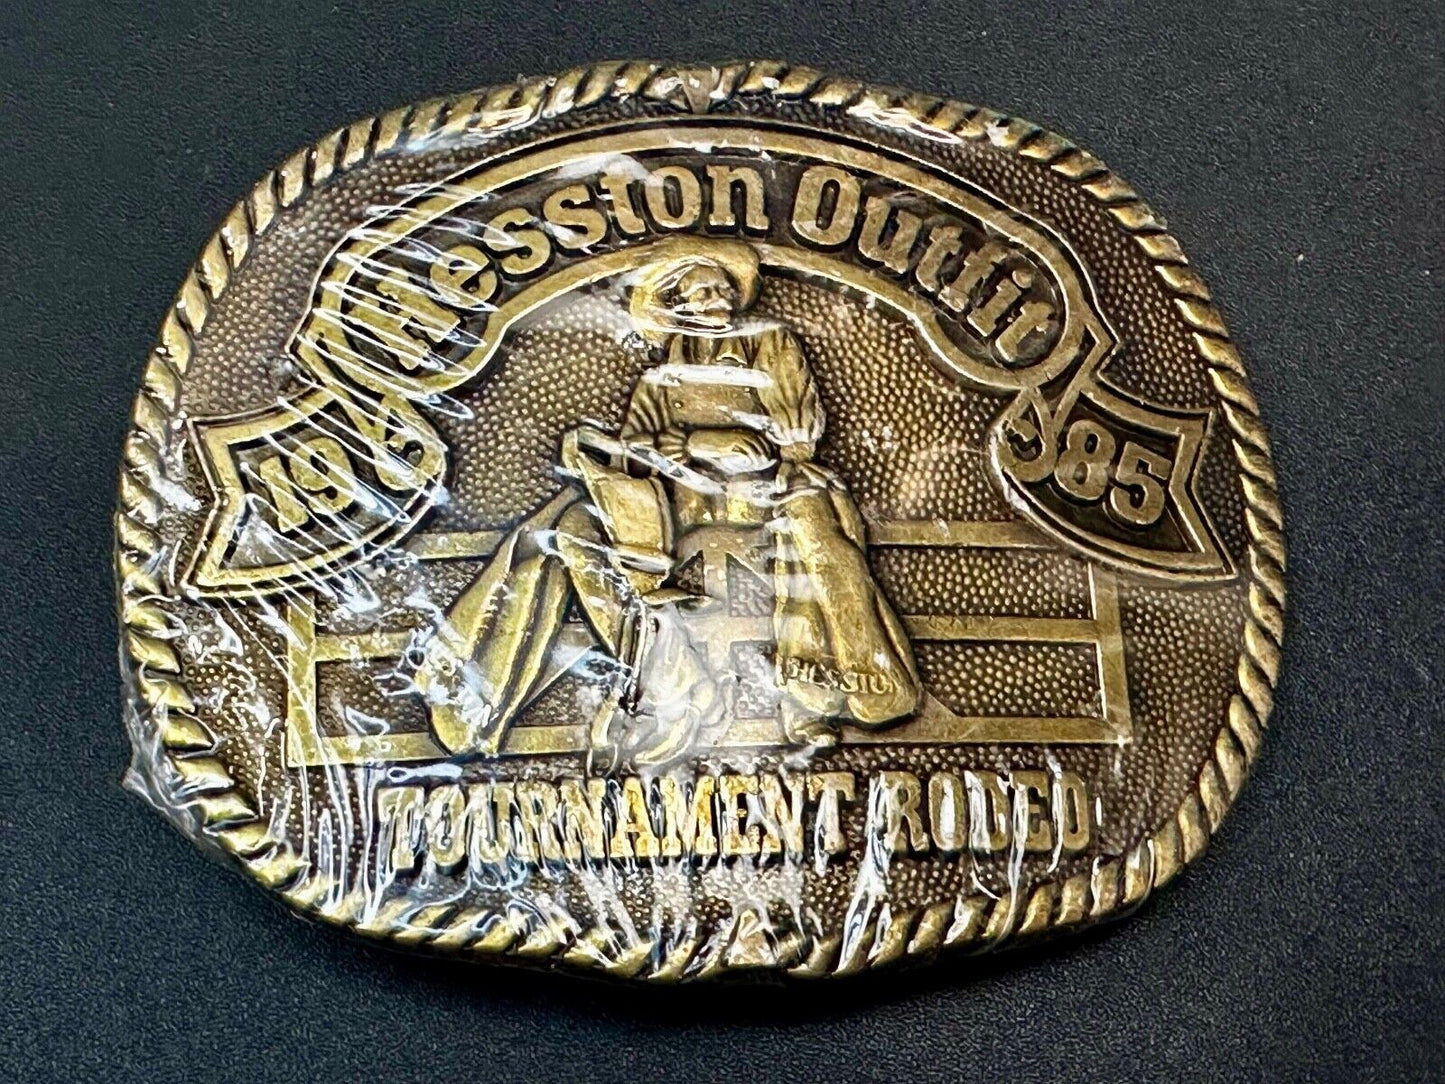 Hesston Outfit
19 85
HESSTON
TOURNAMENT RODEO